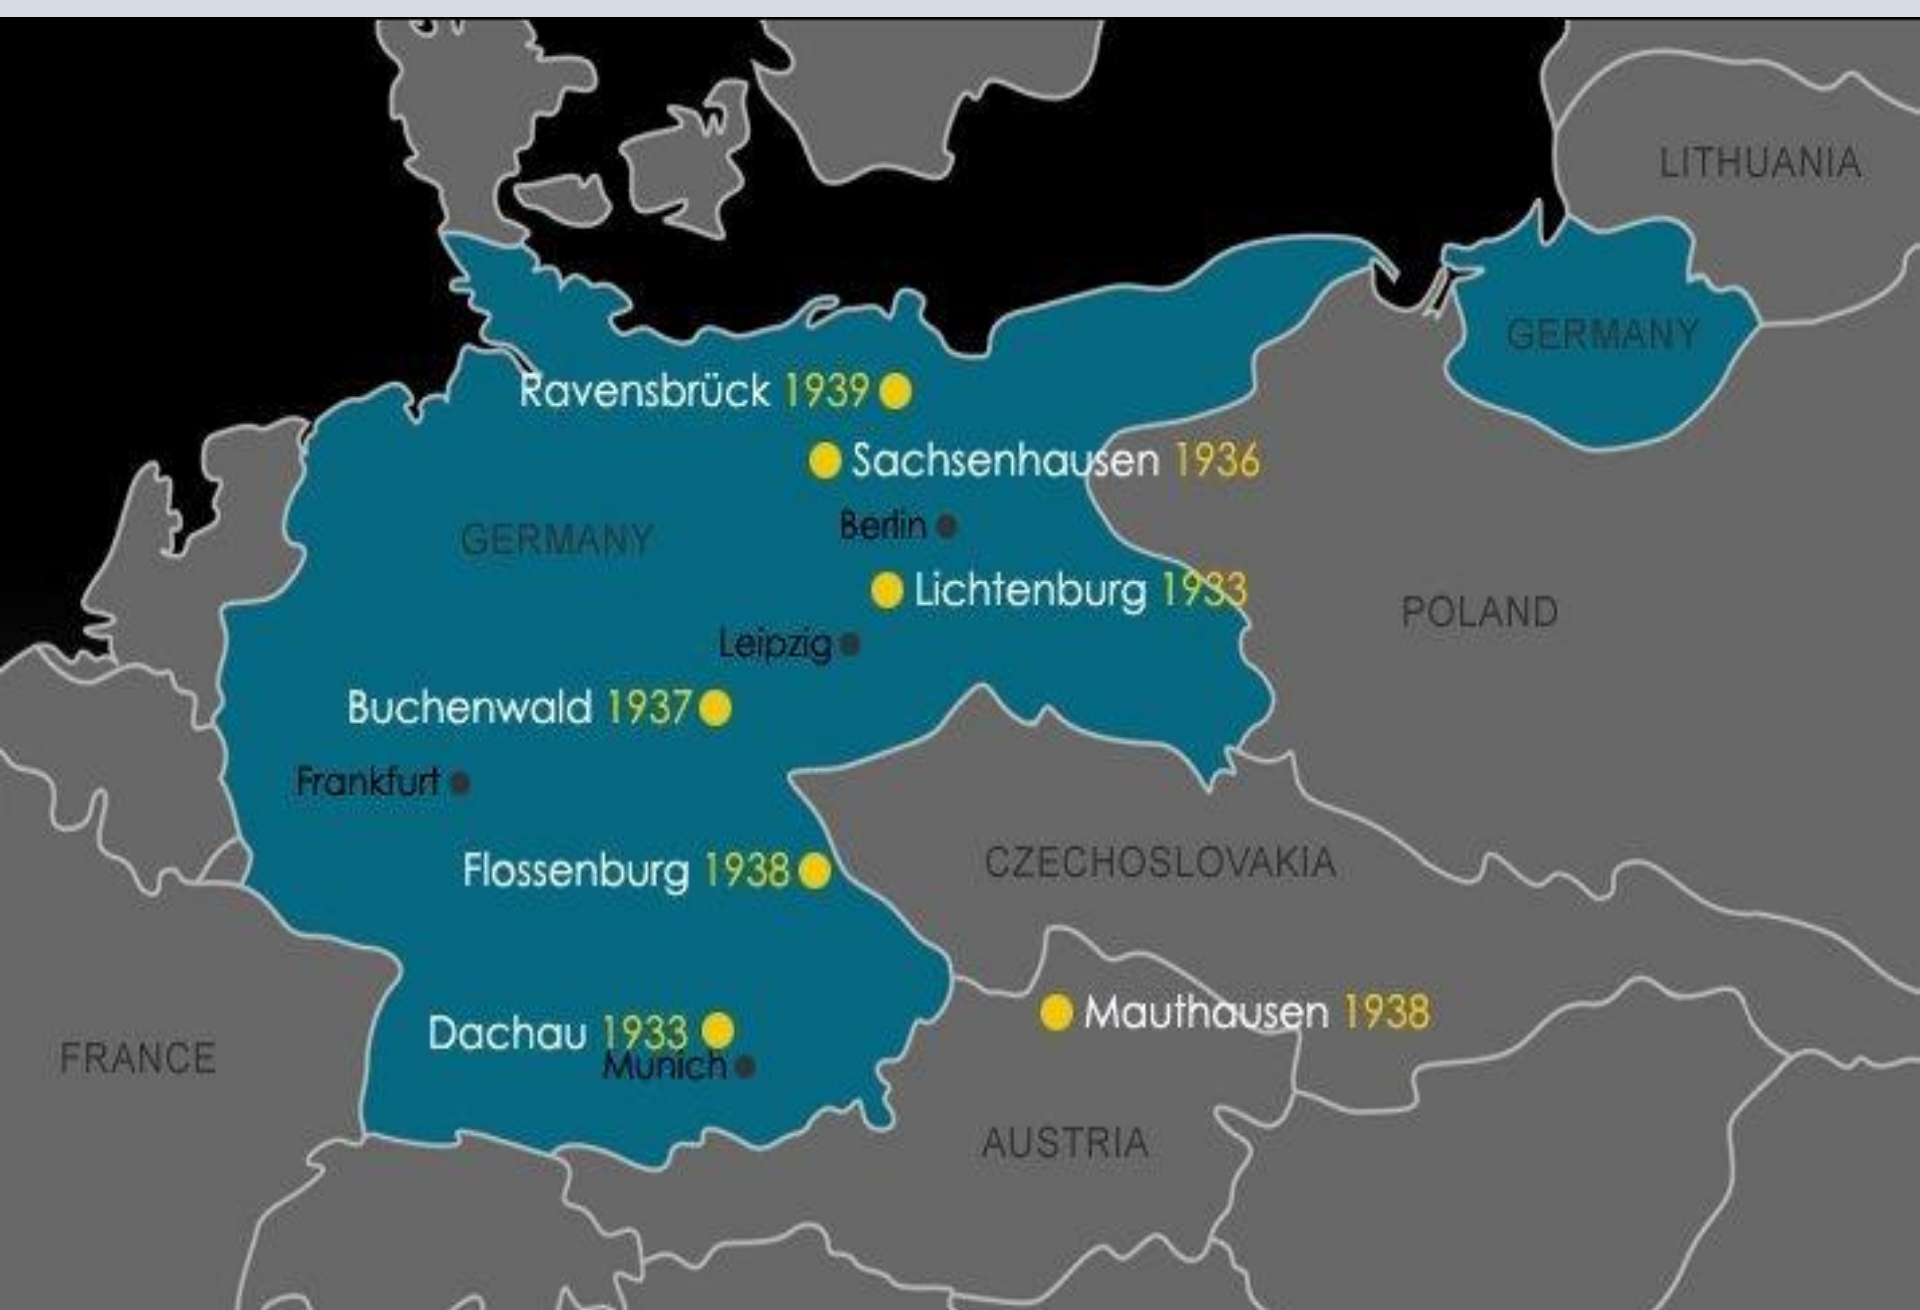 LITHUANIA
GERMANY
Ravensbrück 1939
Sachsenhausen 1936
Berlin
GERMANY
Lichtenburg 1933
POLAND
Leipzig
Buchenwald 1937
Frankfurt
CZECHOSLOVAKIA
Flossenburg 1938
Mauthausen 1938
Dachau 1933
FRANCE
Munich
AUSTRIA